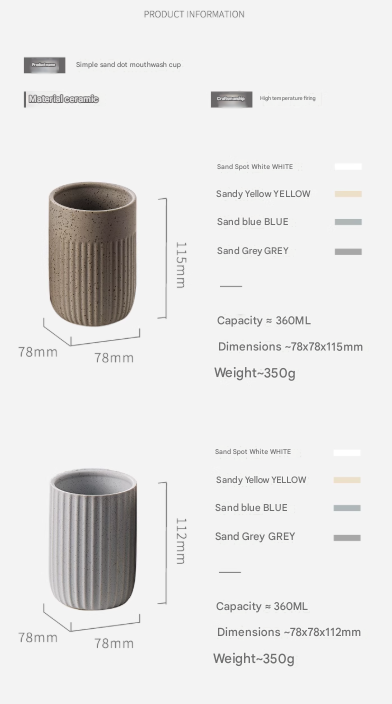 PRODUCT INFORMATION
Product name
Simple sand dot mouthwash cup
Material ceramic
Craftsmanship
High temperature firing
Sand Spot White WHITE
Sandy Yellow YELLOW
Sand blue BLUE
Sand Grey GREY
115mm
78mm
78mm
Capacity ≈ 360ML
Dimensions ~78x78x115mm
Weight~350g
Sand Spot White WHITE
Sandy Yellow YELLOW
Sand blue BLUE
Sand Grey GREY
112mm
78mm
78mm
Capacity ≈ 360ML
Dimensions ~78x78x112mm
Weight~350g